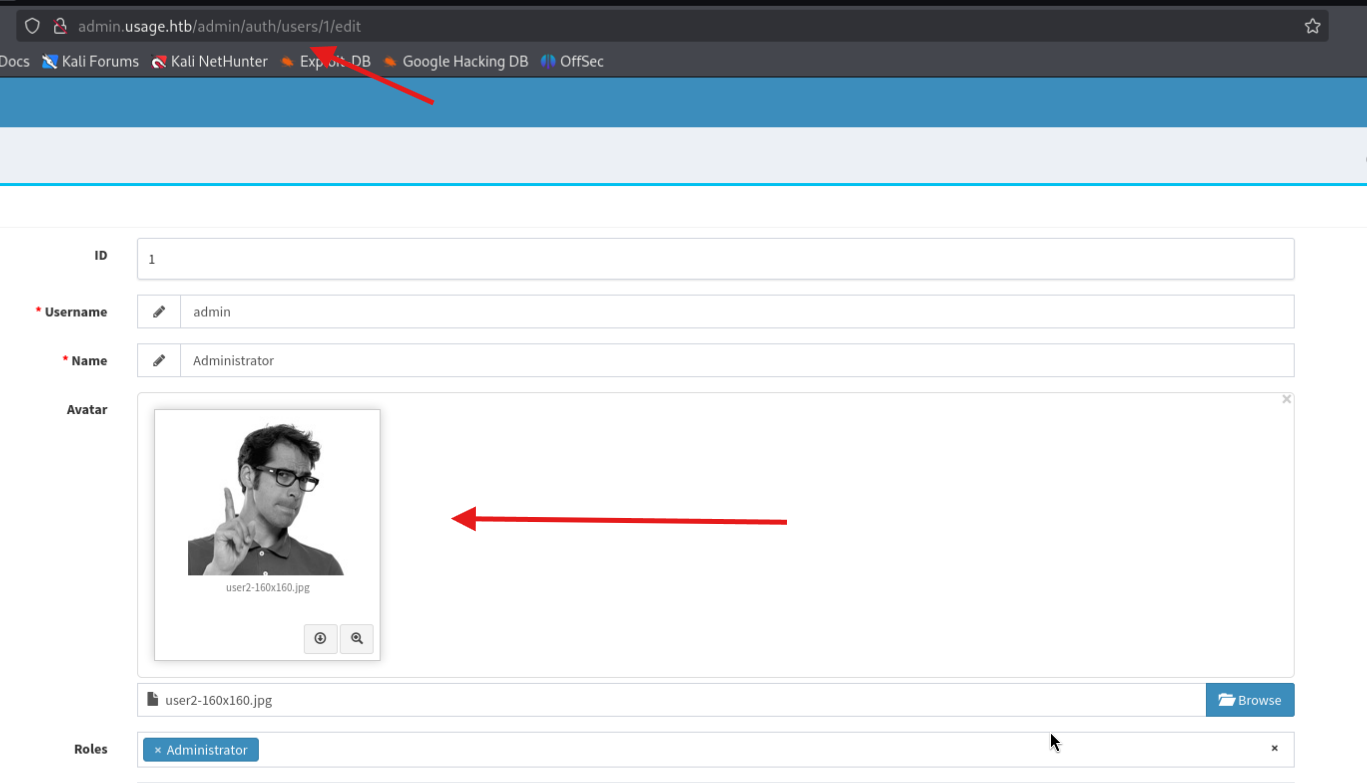 admin.usage.htb/admin/auth/users/1/edit
Docs Kali Forums Kali NetHunter Exploit-DB Google Hacking DB OffSec
ID 1
* Username admin
* Name Administrator
Avatar ×
user2-160x160.jpg
user2-160x160.jpg Browse
Roles × Administrator ×